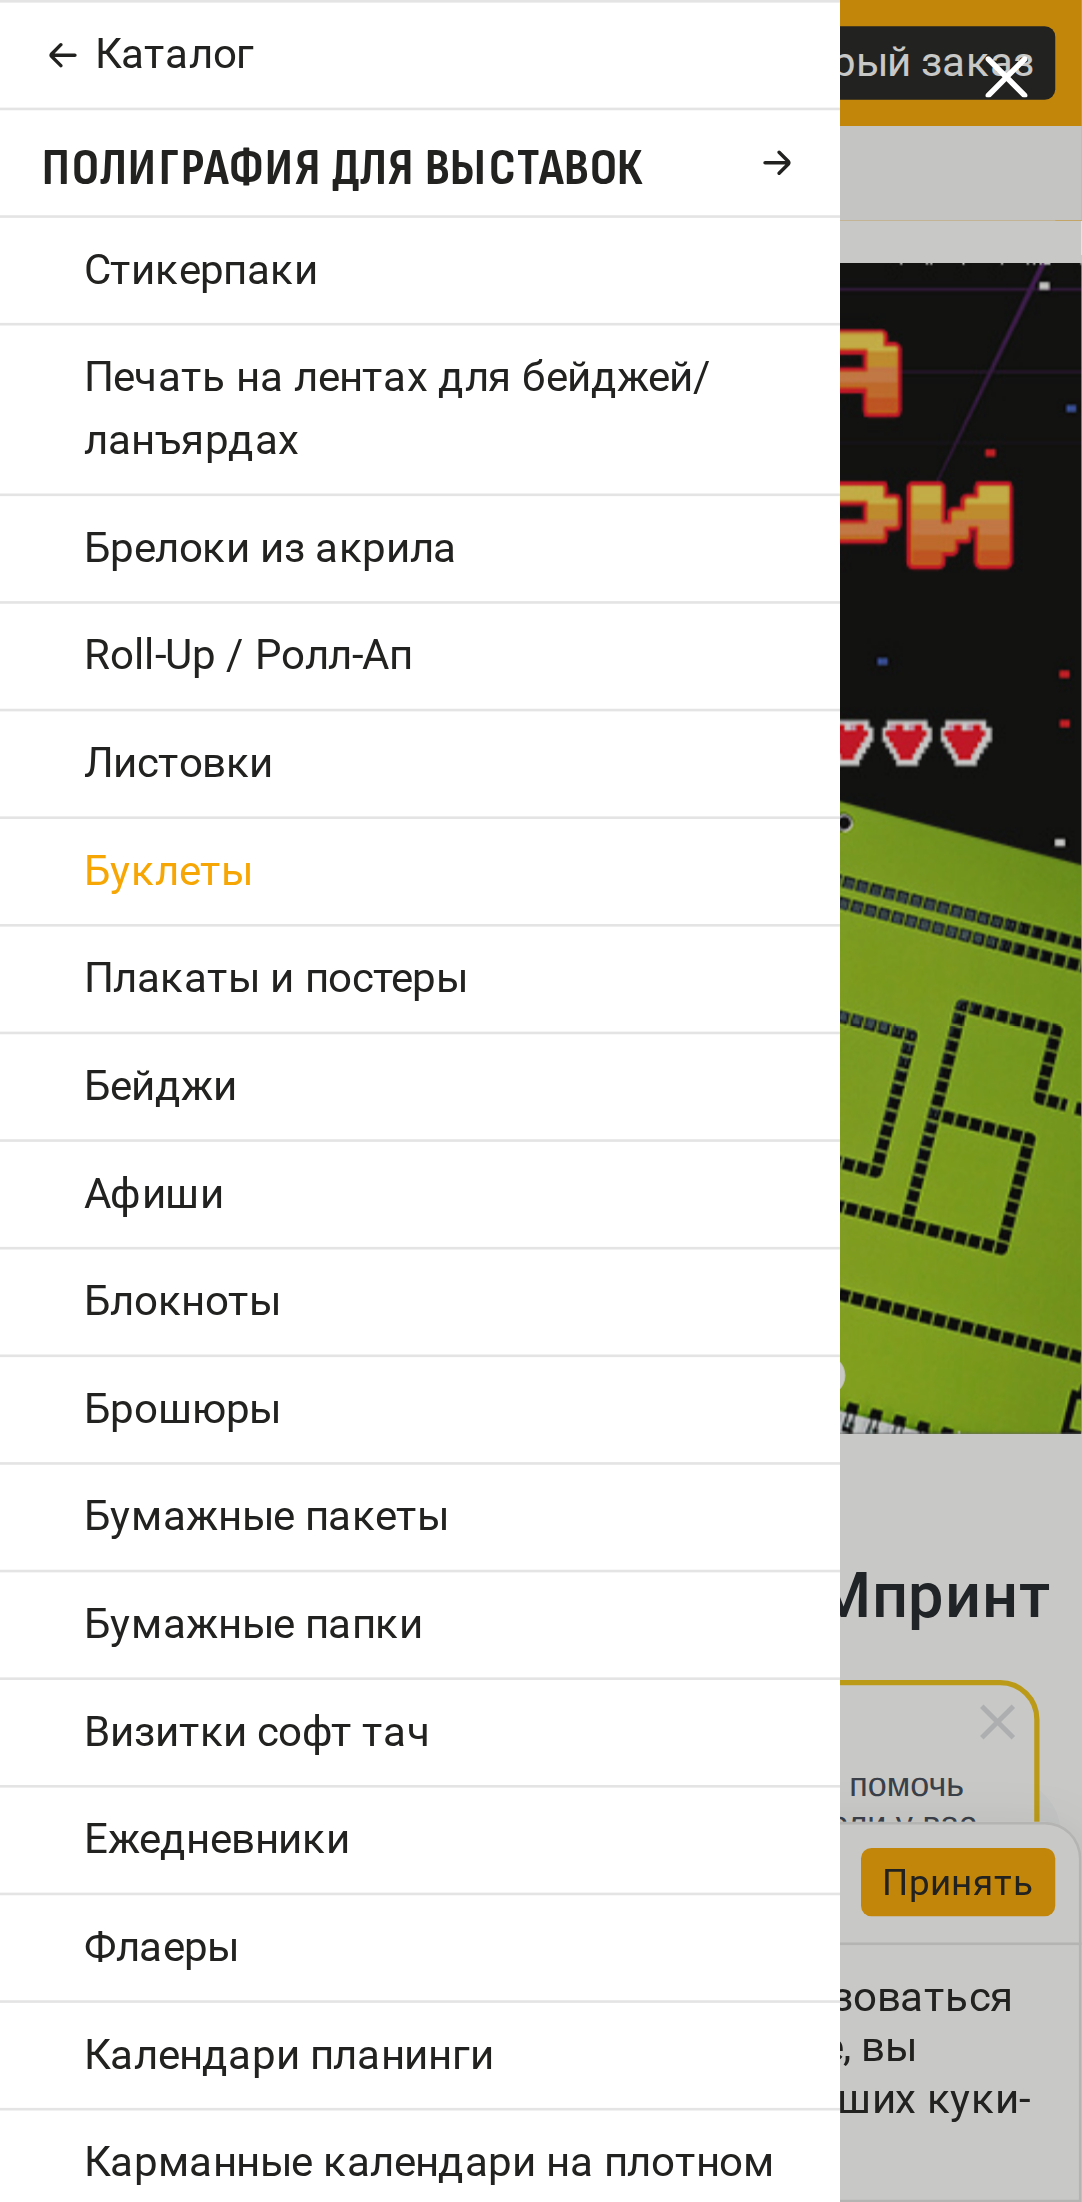 Каталог
рый заказ
ПОЛИГРАФИЯ ДЛЯ ВЫСТАВОК
Стикерпаки
Печать на лентах для бейджей/
ланъярдах
Брелоки из акрила
Roll-Up / Ролл-Ап
Листовки
Буклеты
Плакаты и постеры
Бейджи
Афиши
Блокноты
Брошюры
Бумажные пакеты
Бумажные папки
Визитки софт тач
Ежедневники
Флаеры
Календари планинги
Карманные календари на плотном
А
РИ
Мпринт
помочь
Принять
зоваться
е, вы
ших куки-